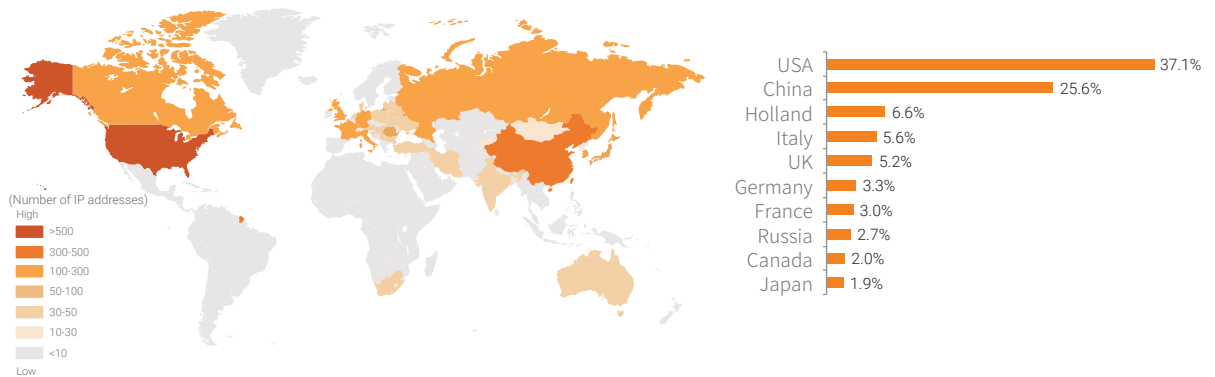 (Number of IP addresses)
High
>500
300-500
100-300
50-100
30-50
10-30
<10
Low
USA 37.1%
China 25.6%
Holland 6.6%
Italy 5.6%
UK 5.2%
Germany 3.3%
France 3.0%
Russia 2.7%
Canada 2.0%
Japan 1.9%